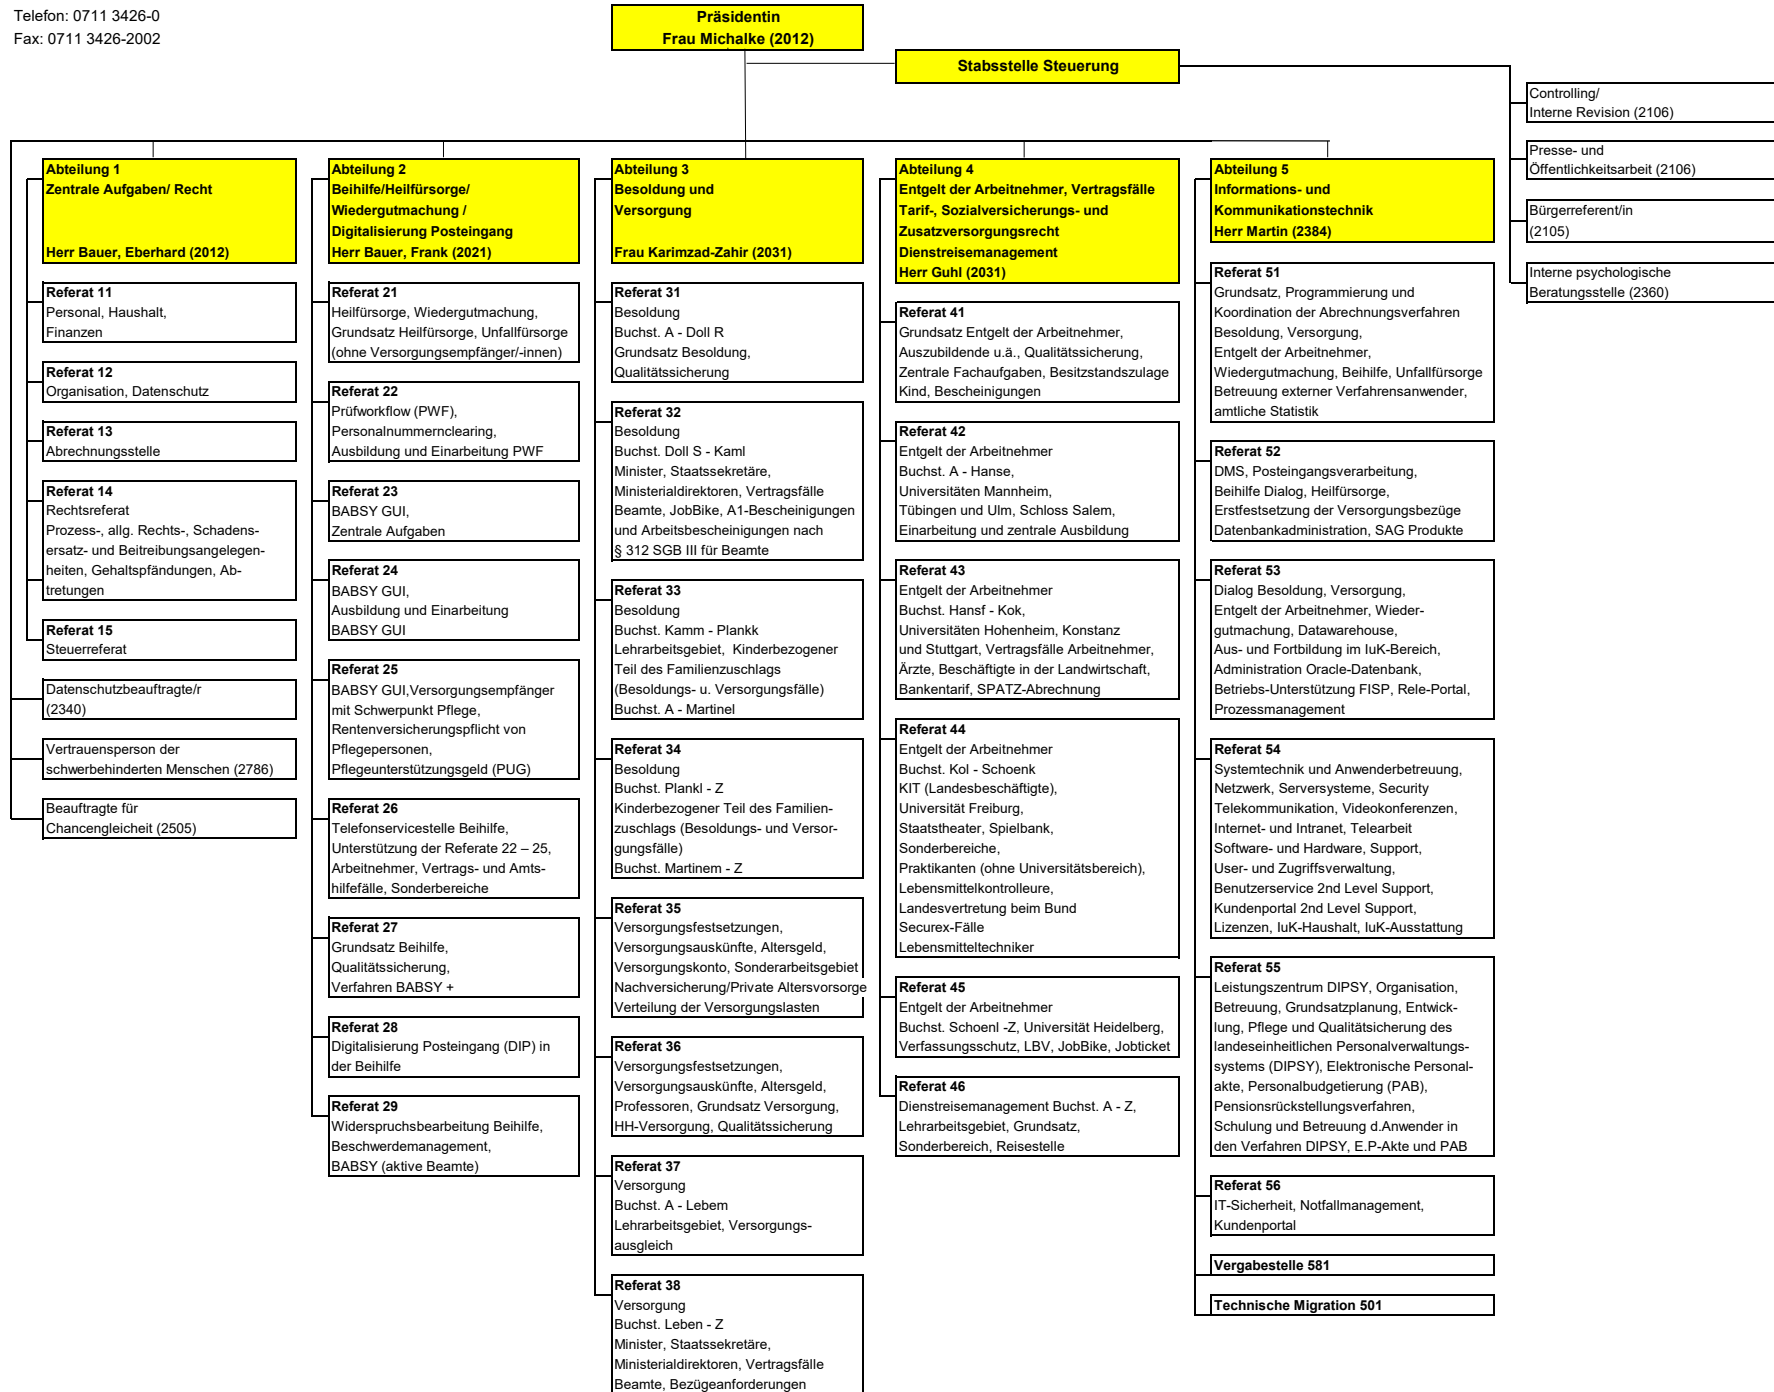 Telefon: 0711 3426-0
Fax: 0711 3426-2002
Präsidentin
Frau Michalke (2012)
Stabsstelle Steuerung
Controlling/
Interne Revision (2106)
Presse- und
Öffentlichkeitsarbeit (2106)
Bürgerreferent/in
(2105)
Interne psychologische
Beratungsstelle (2360)
Abteilung 1
Zentrale Aufgaben/ Recht
Herr Bauer, Eberhard (2012)
Referat 11
Personal, Haushalt,
Finanzen
Referat 12
Organisation, Datenschutz
Referat 13
Abrechnungsstelle
Referat 14
Rechtsreferat
Prozess-, allg. Rechts-, Schadens-
ersatz- und Beitreibungsangelegen-
heiten, Gehaltspfändungen, Ab-
tretungen
Referat 15
Steuerreferat
Datenschutzbeauftragte/r
(2340)
Vertrauensperson der
schwerbehinderten Menschen (2786)
Beauftragte für
Chancengleicheit (2505)
Abteilung 2
Beihilfe/Heilfürsorge/
Wiedergutmachung /
Digitalisierung Posteingang
Herr Bauer, Frank (2021)
Referat 21
Heilfürsorge, Wiedergutmachung,
Grundsatz Heilfürsorge, Unfallfürsorge
(ohne Versorgungsempfänger/-innen)
Referat 22
Prüfworkflow (PWF),
Personalnummernclearing,
Ausbildung und Einarbeitung PWF
Referat 23
BABSY GUI,
Zentrale Aufgaben
Referat 24
BABSY GUI,
Ausbildung und Einarbeitung
BABSY GUI
Referat 25
BABSY GUI,Versorgungsempfänger
mit Schwerpunkt Pflege,
Rentenversicherungspflicht von
Pflegepersonen,
Pflegeunterstützungsgeld (PUG)
Referat 26
Telefonservicestelle Beihilfe,
Unterstützung der Referate 22 – 25,
Arbeitnehmer, Vertrags- und Amts-
hilfefälle, Sonderbereiche
Referat 27
Grundsatz Beihilfe,
Qualitätssicherung,
Verfahren BABSY +
Referat 28
Digitalisierung Posteingang (DIP) in
der Beihilfe
Referat 29
Widerspruchsbearbeitung Beihilfe,
Beschwerdemanagement,
BABSY (aktive Beamte)
Abteilung 3
Besoldung und
Versorgung
Frau Karimzad-Zahir (2031)
Referat 31
Besoldung
Buchst. A - Doll R
Grundsatz Besoldung,
Qualitätssicherung
Referat 32
Besoldung
Buchst. Doll S - Kaml
Minister, Staatssekretäre,
Ministerialdirektoren, Vertragsfälle
Beamte, JobBike, A1-Bescheinigungen
und Arbeitsbescheinigungen nach
§ 312 SGB III für Beamte
Referat 33
Besoldung
Buchst. Kamm - Plankk
Lehrarbeitsgebiet,  Kinderbezogener
Teil des Familienzuschlags
(Besoldungs- u. Versorgungsfälle)
Buchst. A - Martinel
Referat 34
Besoldung
Buchst. Plankl - Z
Kinderbezogener Teil des Familien-
zuschlags (Besoldungs- und Versor-
gungsfälle)
Buchst. Martinem - Z
Referat 35
Versorgungsfestsetzungen,
Versorgungsauskünfte, Altersgeld,
Versorgungskonto, Sonderarbeitsgebiet
Nachversicherung/Private Altersvorsorge
Verteilung der Versorgungslasten
Referat 36
Versorgungsfestsetzungen,
Versorgungsauskünfte, Altersgeld,
Professoren, Grundsatz Versorgung,
HH-Versorgung, Qualitätssicherung
Referat 37
Versorgung
Buchst. A - Lebem
Lehrarbeitsgebiet, Versorgungs-
ausgleich
Referat 38
Versorgung
Buchst. Leben - Z
Minister, Staatssekretäre,
Ministerialdirektoren, Vertragsfälle
Beamte, Bezügeanforderungen
Abteilung 4
Entgelt der Arbeitnehmer, Vertragsfälle
Tarif-, Sozialversicherungs- und
Zusatzversorgungsrecht
Dienstreisemanagement
Herr Guhl (2031)
Referat 41
Grundsatz Entgelt der Arbeitnehmer,
Auszubildende u.ä., Qualitätssicherung,
Zentrale Fachaufgaben, Besitzstandszulage
Kind, Bescheinigungen
Referat 42
Entgelt der Arbeitnehmer
Buchst. A - Hanse,
Universitäten Mannheim,
Tübingen und Ulm, Schloss Salem,
Einarbeitung und zentrale Ausbildung
Referat 43
Entgelt der Arbeitnehmer
Buchst. Hansf - Kok,
Universitäten Hohenheim, Konstanz
und Stuttgart, Vertragsfälle Arbeitnehmer,
Ärzte, Beschäftigte in der Landwirtschaft,
Bankentarif, SPATZ-Abrechnung
Referat 44
Entgelt der Arbeitnehmer
Buchst. Kol - Schoenk
KIT (Landesbeschäftigte),
Universität Freiburg,
Staatstheater, Spielbank,
Sonderbereiche,
Praktikanten (ohne Universitätsbereich),
Lebensmittelkontrolleure,
Landesvertretung beim Bund
Securex-Fälle
Lebensmitteltechniker
Referat 45
Entgelt der Arbeitnehmer
Buchst. Schoenl -Z, Universität Heidelberg,
Verfassungsschutz, LBV, JobBike, Jobticket
Referat 46
Dienstreisemanagement Buchst. A - Z,
Lehrarbeitsgebiet, Grundsatz,
Sonderbereich, Reisestelle
Abteilung 5
Informations- und
Kommunikationstechnik
Herr Martin (2384)
Referat 51
Grundsatz, Programmierung und
Koordination der Abrechnungsverfahren
Besoldung, Versorgung,
Entgelt der Arbeitnehmer,
Wiedergutmachung, Beihilfe, Unfallfürsorge
Betreuung externer Verfahrensanwender,
amtliche Statistik
Referat 52
DMS, Posteingangsverarbeitung,
Beihilfe Dialog, Heilfürsorge,
Erstfestsetzung der Versorgungsbezüge
Datenbankadministration, SAG Produkte
Referat 53
Dialog Besoldung, Versorgung,
Entgelt der Arbeitnehmer, Wieder-
gutmachung, Datawarehouse,
Aus- und Fortbildung im IuK-Bereich,
Administration Oracle-Datenbank,
Betriebs-Unterstützung FISP, Rele-Portal,
Prozessmanagement
Referat 54
Systemtechnik und Anwenderbetreuung,
Netzwerk, Serversysteme, Security
Telekommunikation, Videokonferenzen,
Internet- und Intranet, Telearbeit
Software- und Hardware, Support,
User- und Zugriffsverwaltung,
Benutzerservice 2nd Level Support,
Kundenportal 2nd Level Support,
Lizenzen, IuK-Haushalt, IuK-Ausstattung
Referat 55
Leistungszentrum DIPSY, Organisation,
Betreuung, Grundsatzplanung, Entwick-
lung, Pflege und Qualitätsicherung des
landeseinheitlichen Personalverwaltungs-
systems (DIPSY), Elektronische Personal-
akte, Personalbudgetierung (PAB),
Pensionsrückstellungsverfahren,
Schulung und Betreuung d.Anwender in
den Verfahren DIPSY, E.P-Akte und PAB
Referat 56
IT-Sicherheit, Notfallmanagement,
Kundenportal
Vergabestelle 581
Technische Migration 501